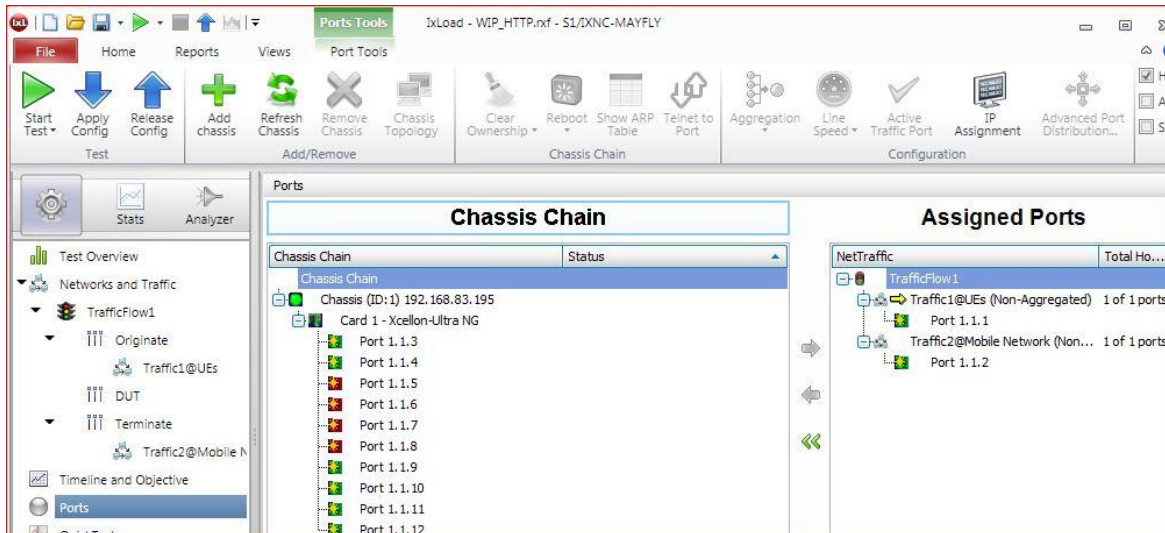 IxL Ports Tools IxLoad - WIP_HTTP.rxf - S1/IXNC-MAYFLY
File Home Reports Views Port Tools
Start Test Apply Config Release Config Add chassis Refresh Chassis Remove Chassis Chassis Topology Clear Ownership Reboot Show ARP Table Telnet to Port Aggregation Line Speed Active Traffic Port IP Assignment Advanced Port Distribution...
Test Add/Remove Chassis Chain Configuration
Stats Analyzer
Test Overview
Networks and Traffic
TrafficFlow1
Originate
Traffic1@UEs
DUT
Terminate
Traffic2@Mobile N
Timeline and Objective
Ports
Ports
Chassis Chain
Chassis Chain Status
Chassis Chain
Chassis (ID:1) 192.168.83.195
Card 1 - Xcellon-Ultra NG
Port 1.1.3
Port 1.1.4
Port 1.1.5
Port 1.1.6
Port 1.1.7
Port 1.1.8
Port 1.1.9
Port 1.1.10
Port 1.1.11
Port 1.1.12
Assigned Ports
NetTraffic Total Ho...
TrafficFlow1
Traffic1@UEs (Non-Aggregated) 1 of 1 ports
Port 1.1.1
Traffic2@Mobile Network (Non... 1 of 1 ports
Port 1.1.2